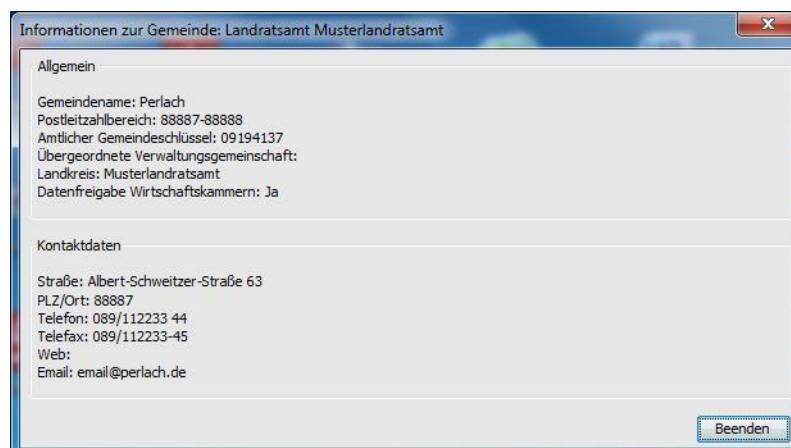 Informationen zur Gemeinde: Landratsamt Musterlandratsamt
Allgemein
Gemeindename: Perlach
Postleitzahlbereich: 88887-88888
Amtlicher Gemeindeschlüssel: 09194137
Übergeordnete Verwaltungsgemeinschaft:
Landkreis: Musterlandratsamt
Datenfreigabe Wirtschaftskammern: Ja
Kontaktdaten
Straße: Albert-Schweitzer-Straße 63
PLZ/Ort: 88887
Telefon: 089/112233 44
Telefax: 089/112233-45
Web:
Email: email@perlach.de
Beenden